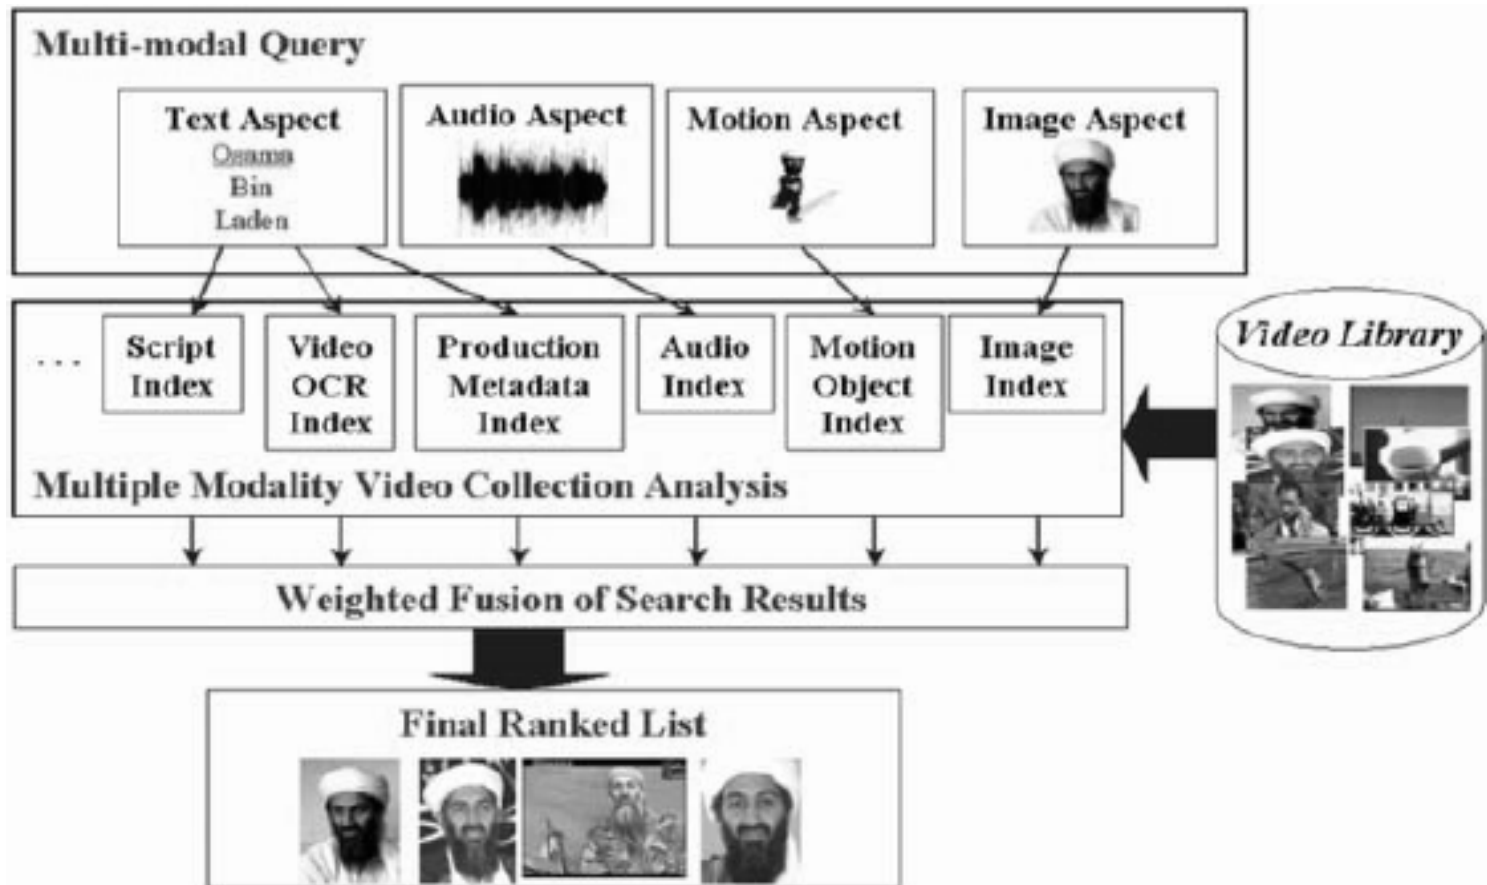 Multi-modal Query
Text Aspect
Osama
Bin
Laden
Audio Aspect
Motion Aspect
Image Aspect
. . .
Script
Index
Video
OCR
Index
Production
Metadata
Index
Audio
Index
Motion
Object
Index
Image
Index
Video Library
Multiple Modality Video Collection Analysis
Weighted Fusion of Search Results
Final Ranked List